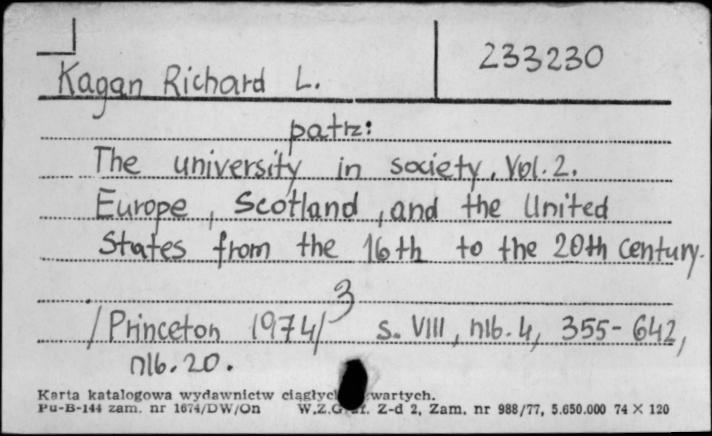 233230
Kagan Richard L.
patrz:
The university in society. Vol. 2.
Europe, Scotland, and the United
States from the 16th to the 20th century.
3
/Princeton 1974/ s. VIII, nlb. 4, 355-642,
nlb. 20.
Karta katalogowa wydawnictw
Pu-B-144 zam. nr 1674/DW/On W.Z.Graf. Z-d 2, Zam. nr 988/77, 5.650.000 74 × 120